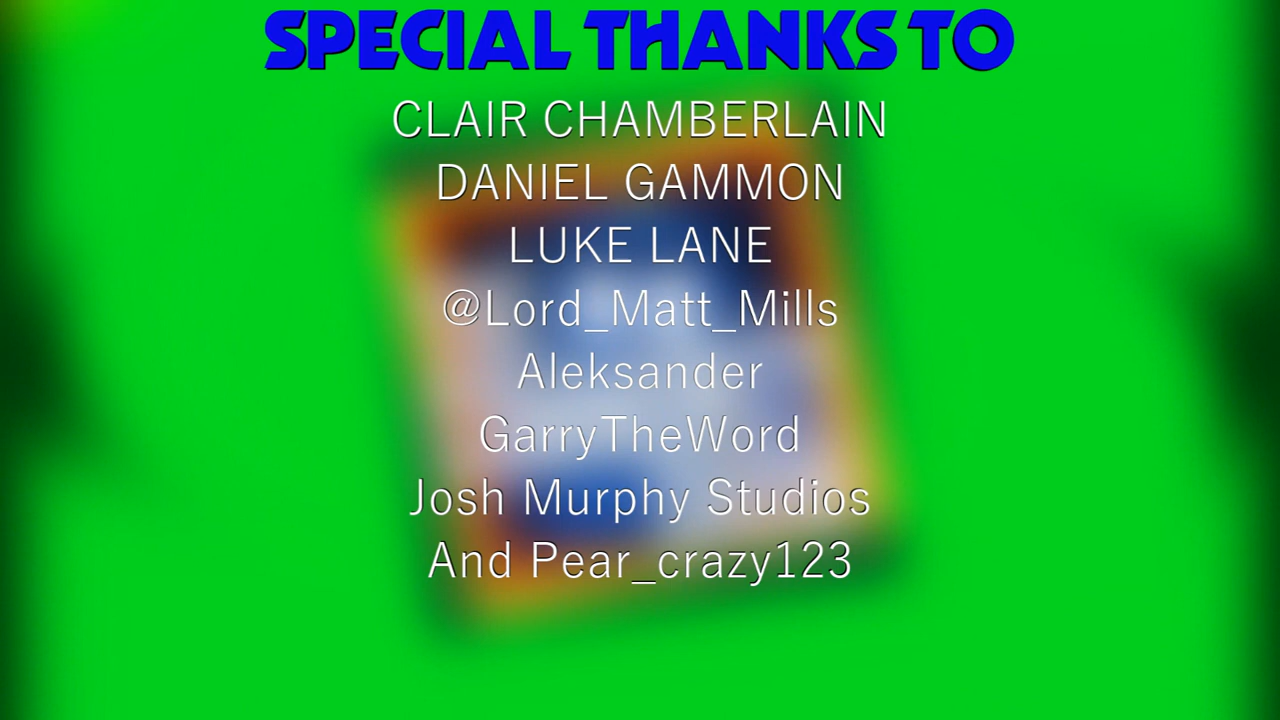 SPECIAL THANKS TO
CLAIR CHAMBERLAIN
DANIEL GAMMON
LUKE LANE
@Lord_Matt_Mills
Aleksander
GarryTheWord
Josh Murphy Studios
And Pear_crazy123